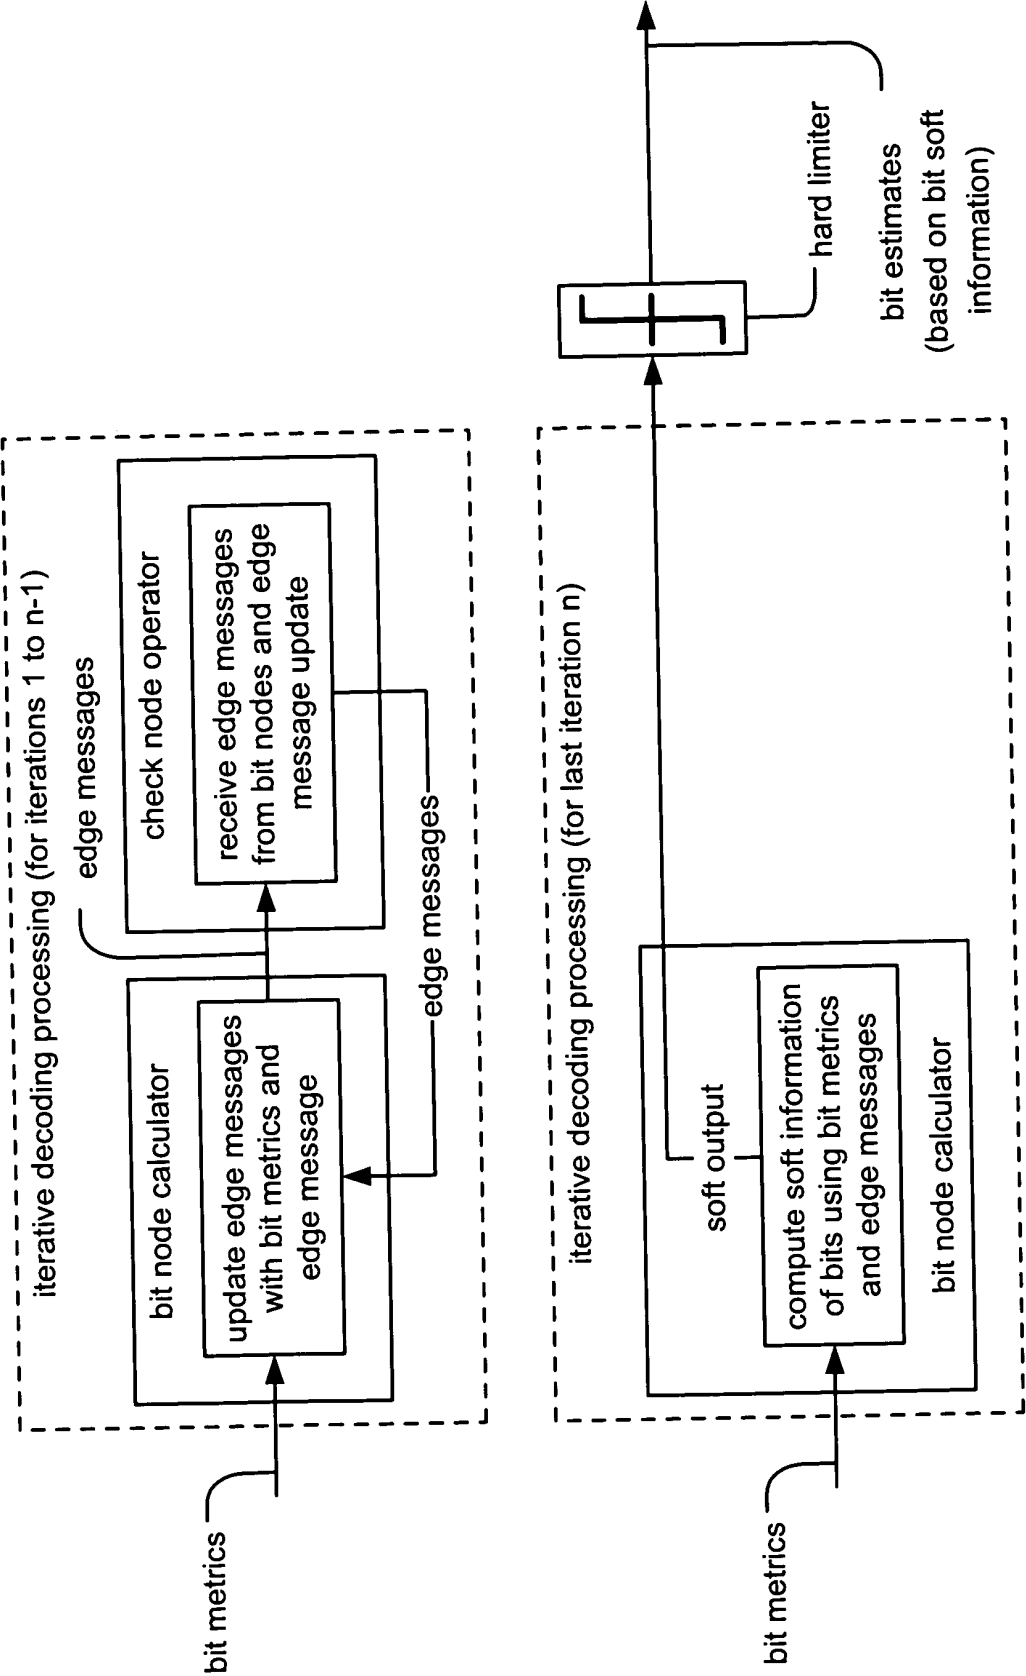 iterative decoding processing (for iterations 1 to n-1)
edge messages
bit node calculator
check node operator
update edge messages
with bit metrics and
edge message
receive edge messages
from bit nodes and edge
message update
bit metrics
edge messages
iterative decoding processing (for last iteration n)
soft output
compute soft information
of bits using bit metrics
and edge messages
bit node calculator
bit metrics
hard limiter
bit estimates
(based on bit soft
information)